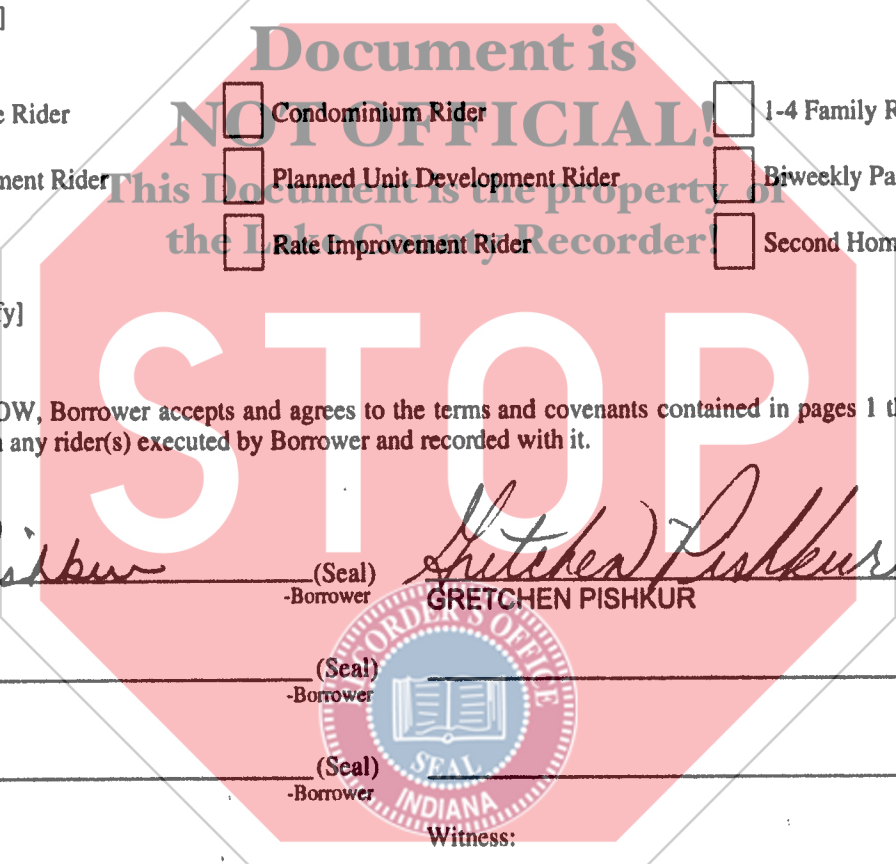 ]
Document is
NOT OFFICIAL!
e Rider Condominium Rider 1-4 Family R
ment Rider Planned Unit Development Rider Biweekly Pa
This Document is the property of
the Lake County Recorder!
Rate Improvement Rider Second Hom
fy]
STOP
OW, Borrower accepts and agrees to the terms and covenants contained in pages 1 th
n any rider(s) executed by Borrower and recorded with it.
ishkur (Seal) Gretchen Pishkur
-Borrower GRETCHEN PISHKUR
RECORDER'S OFFICE
(Seal)
-Borrower
SEAL
(Seal)
-Borrower
INDIANA
Witness: